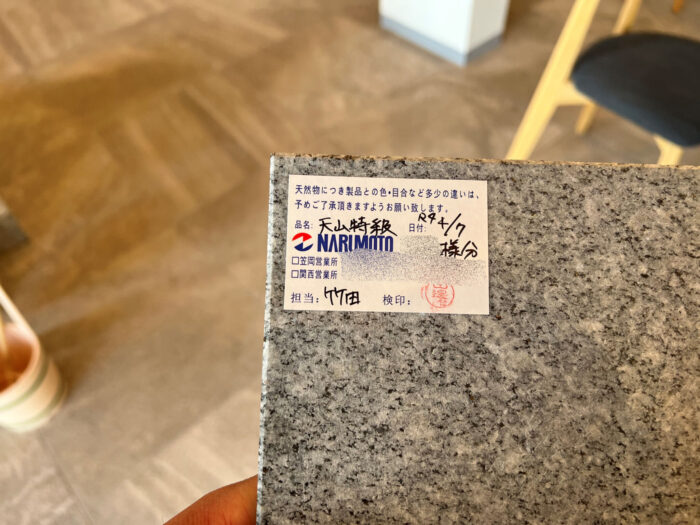 天然物につき製品との色・目合など多少の違いは、
予めご了承頂きますようお願い致します。
品名: 天山特級 日付: R4 4/7
NARIMOTO 様分
□笠岡営業所
□関西営業所
担当: 竹田 検印: